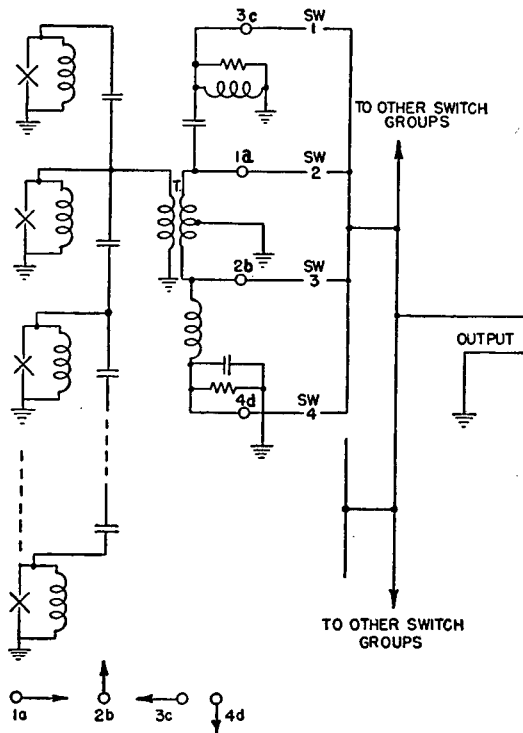 3c
SW
1
TO OTHER SWITCH
GROUPS
1a
SW
2
T.
2b
SW
3
OUTPUT
4d
SW
4
TO OTHER SWITCH
GROUPS
1a
2b
3c
4d